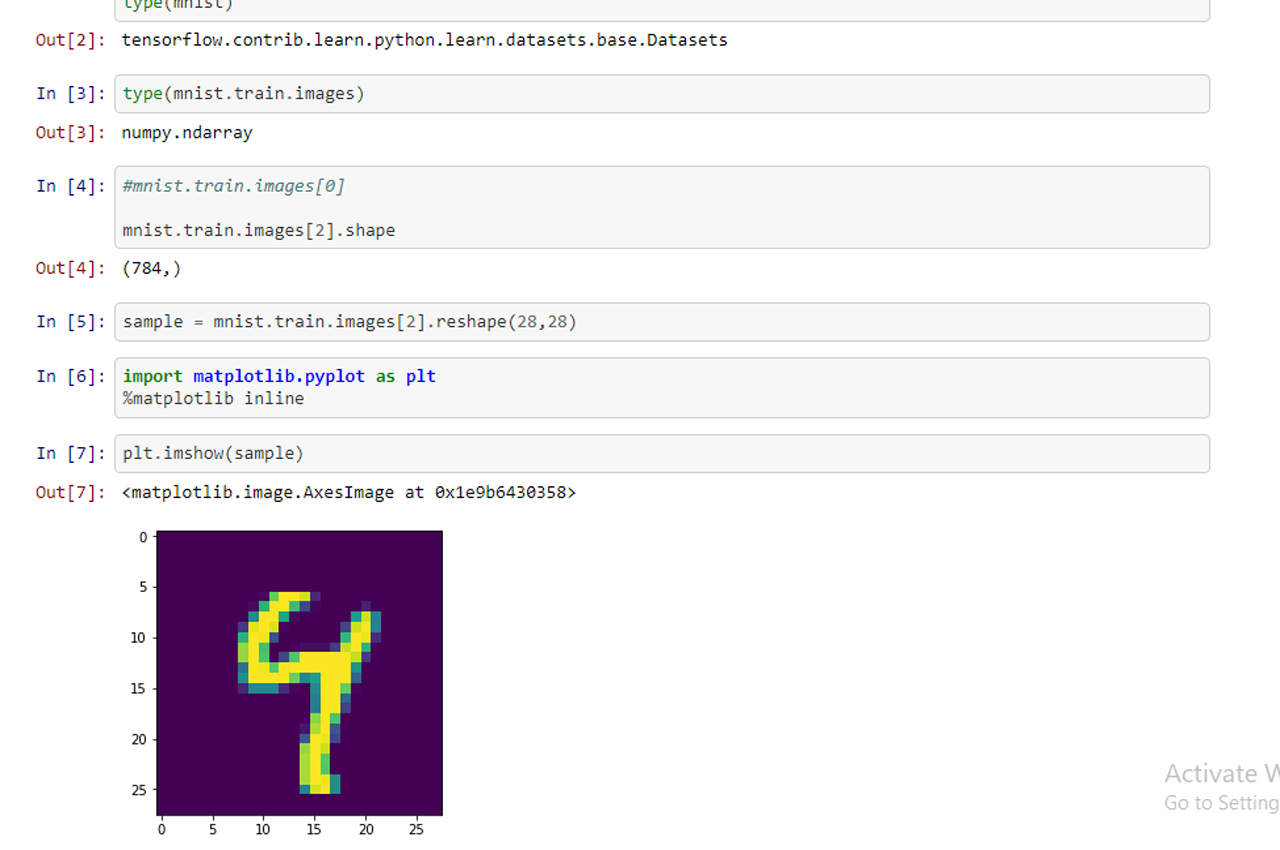 type(mnist)
Out[2]: tensorflow.contrib.learn.python.learn.datasets.base.Datasets
In [3]: type(mnist.train.images)
Out[3]: numpy.ndarray
In [4]: #mnist.train.images[0]
mnist.train.images[2].shape
Out[4]: (784,)
In [5]: sample = mnist.train.images[2].reshape(28,28)
In [6]: import matplotlib.pyplot as plt
%matplotlib inline
In [7]: plt.imshow(sample)
Out[7]: <matplotlib.image.AxesImage at 0x1e9b6430358>
0
5
10
15
20
25
0 5 10 15 20 25
Activate W
Go to Setting